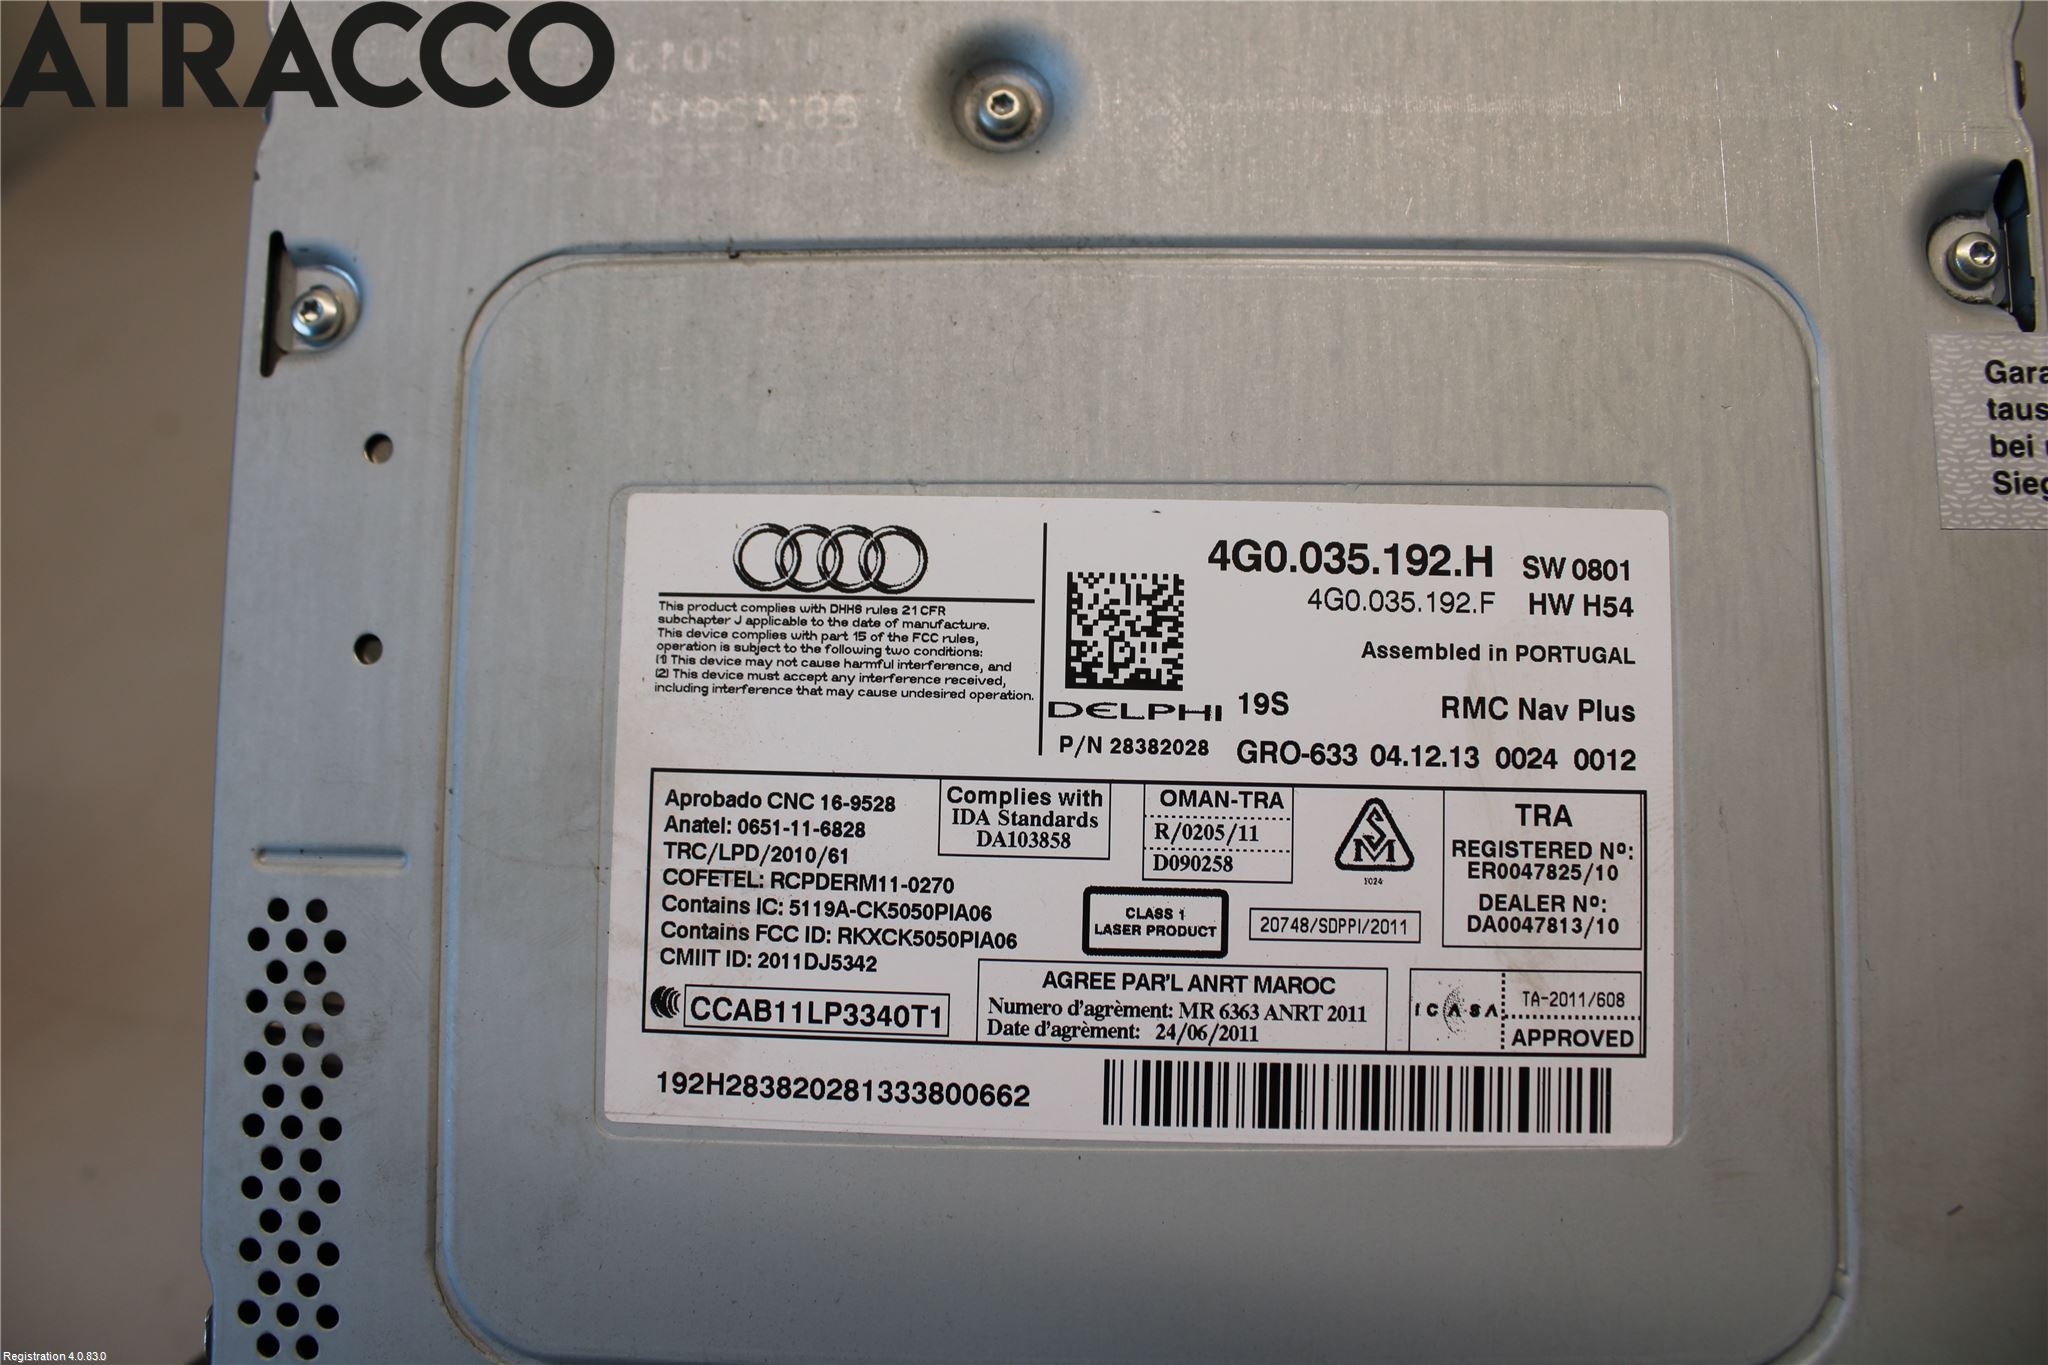 ATRACCO
Gara
taus
bei
Sieg
4G0.035.192.H SW 0801
4G0.035.192.F HW H54
Assembled in PORTUGAL
This product complies with DHHS rules 21 CFR
subchapter J applicable to the date of manufacture.
This device complies with part 15 of the FCC rules,
operation is subject to the following two conditions:
(1) This device may not cause harmful interference, and
(2) This device must accept any interference received,
including interference that may cause undesired operation.
DELPHI 19S RMC Nav Plus
P/N 28382028 GRO-633 04.12.13 0024 0012
Aprobado CNC 16-9528
Anatel: 0651-11-6828
TRC/LPD/2010/61
COFETEL: RCPDERM11-0270
Contains IC: 5119A-CK5050PIA06
Contains FCC ID: RKXCK5050PIA06
CMIIT ID: 2011DJ5342
CCAB11LP3340T1
Complies with
IDA Standards
DA103858
OMAN-TRA
R/0205/11
D090258
SM
1024
TRA
REGISTERED Nº:
ER0047825/10
DEALER Nº:
DA0047813/10
CLASS 1
LASER PRODUCT
20748/SDPPI/2011
AGREE PAR'L ANRT MAROC
Numero d'agrèment: MR 6363 ANRT 2011
Date d'agrèment: 24/06/2011
ICASA
TA-2011/608
APPROVED
192H283820281333800662
Registration 4.0.83.0